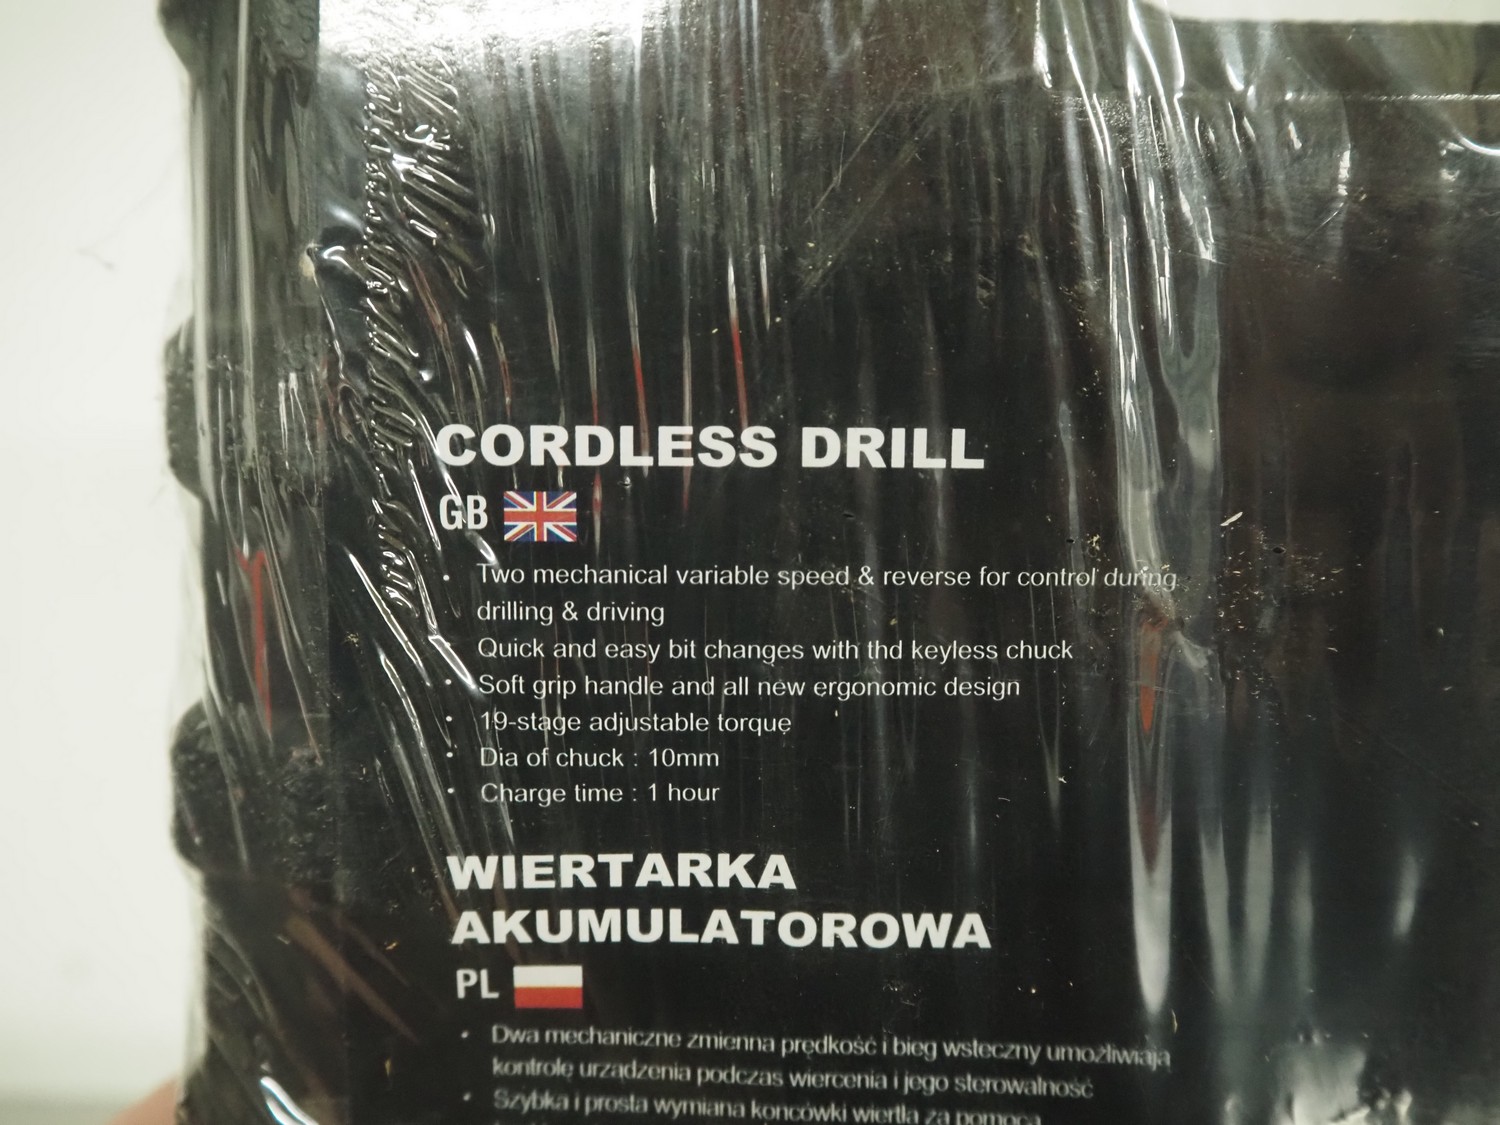 CORDLESS DRILL
GB
• Two mechanical variable speed & reverse for control during
drilling & driving
Quick and easy bit changes with thd keyless chuck
• Soft grip handle and all new ergonomic design
• 19-stage adjustable torque
• Dia of chuck : 10mm
• Charge time : 1 hour
WIERTARKA
AKUMULATOROWA
PL
• Dwa mechaniczne zmienna prędkość i bieg wsteczny umożliwiają
kontrolę urządzenia podczas wiercenia i jego sterowalność
• Szybka i prosta wymiana końcówki wiertła za pomocą